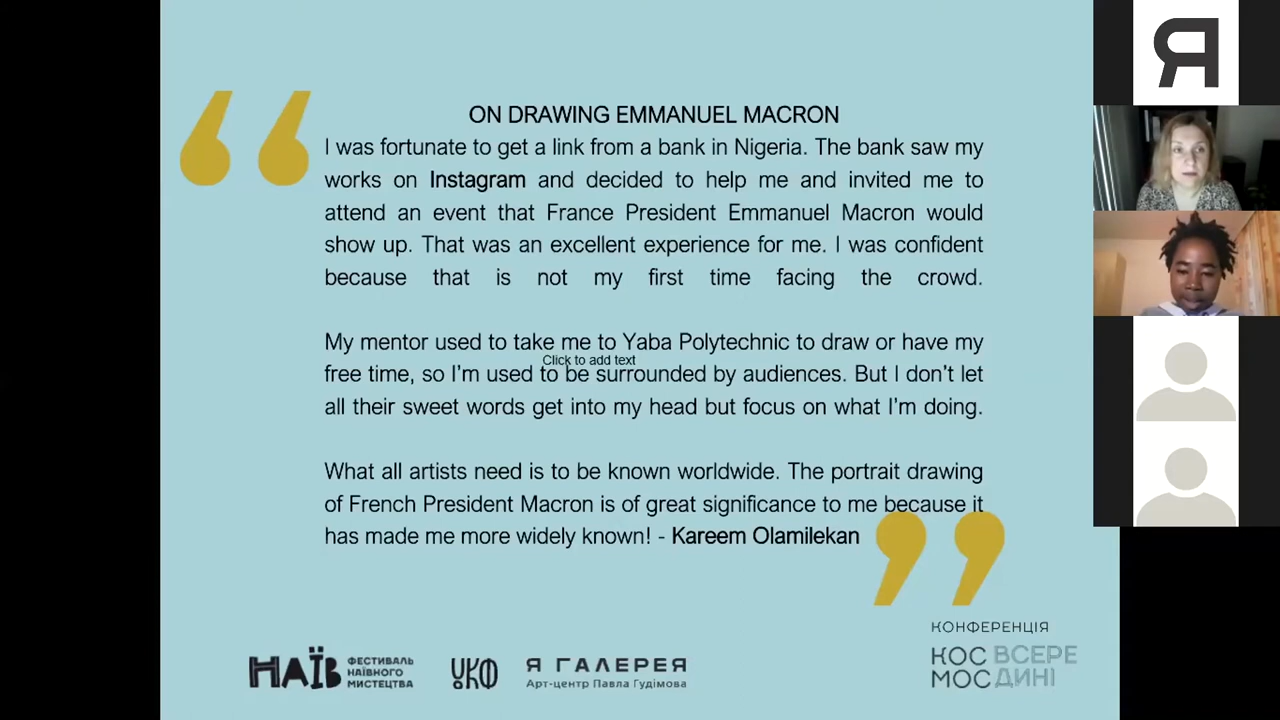 ON DRAWING EMMANUEL MACRON
I was fortunate to get a link from a bank in Nigeria. The bank saw my
works on Instagram and decided to help me and invited me to
attend an event that France President Emmanuel Macron would
show up. That was an excellent experience for me. I was confident
because that is not my first time facing the crowd.
My mentor used to take me to Yaba Polytechnic to draw or have my
Click to add text
free time, so I'm used to be surrounded by audiences. But I don't let
all their sweet words get into my head but focus on what I'm doing.
What all artists need is to be known worldwide. The portrait drawing
of French President Macron is of great significance to me because it
has made me more widely known! - Kareem Olamilekan
КОНФЕРЕНЦІЯ
КОС ВСЕРЕ
МОС ДИНІ
НАЇВ
ФЕСТИВАЛЬ
НАЇВНОГО
МИСТЕЦТВА
УКФ
Я ГАЛЕРЕЯ
Арт-центр Павла Гудімова
Я